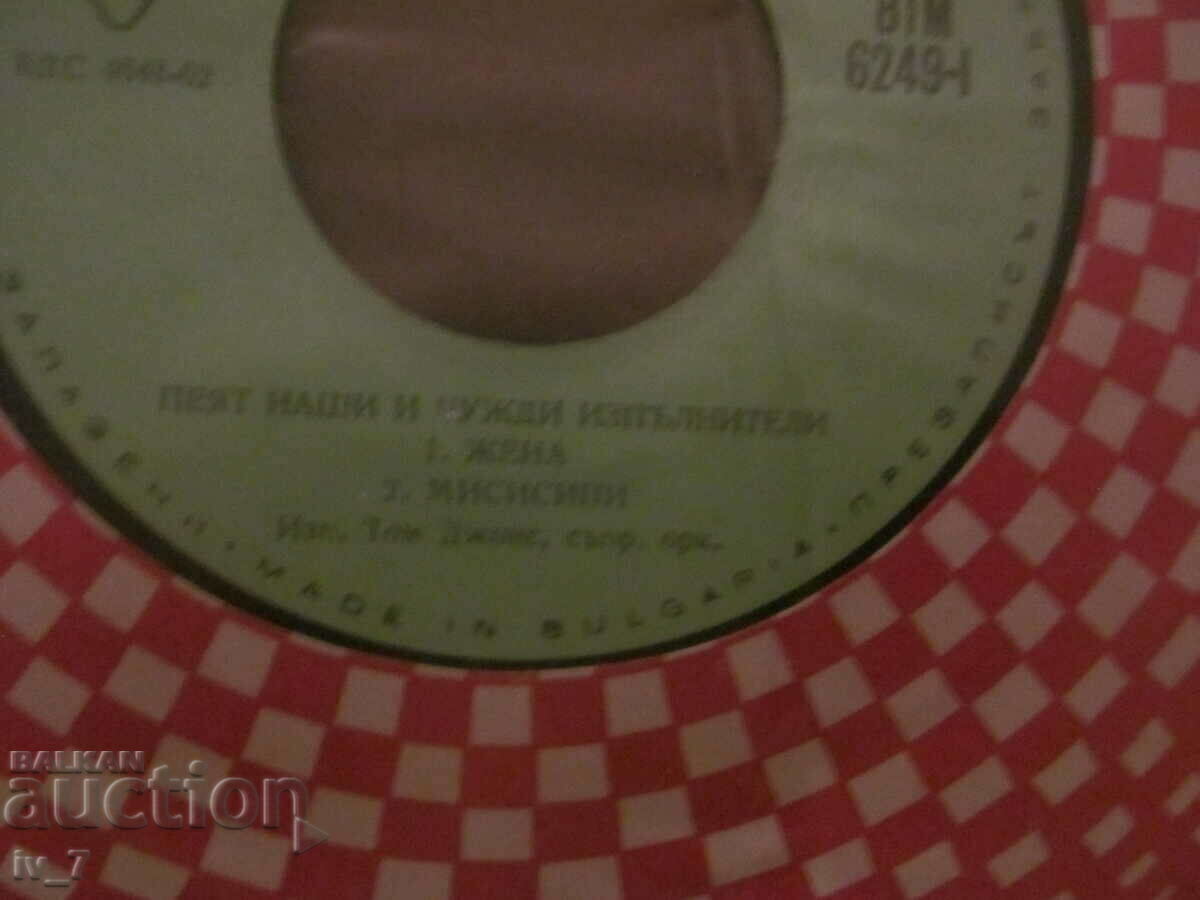 ВТМ
6249-I
ПЕЯТ НАШИ И ЧУЖДИ ИЗПЪЛНИТЕЛИ
1. ЖЕНА
2. МИСИСИПИ
Изп. Том Джонс, съпр. орк.
MADE IN BULGARIA
BALKAN
auction
iv_7